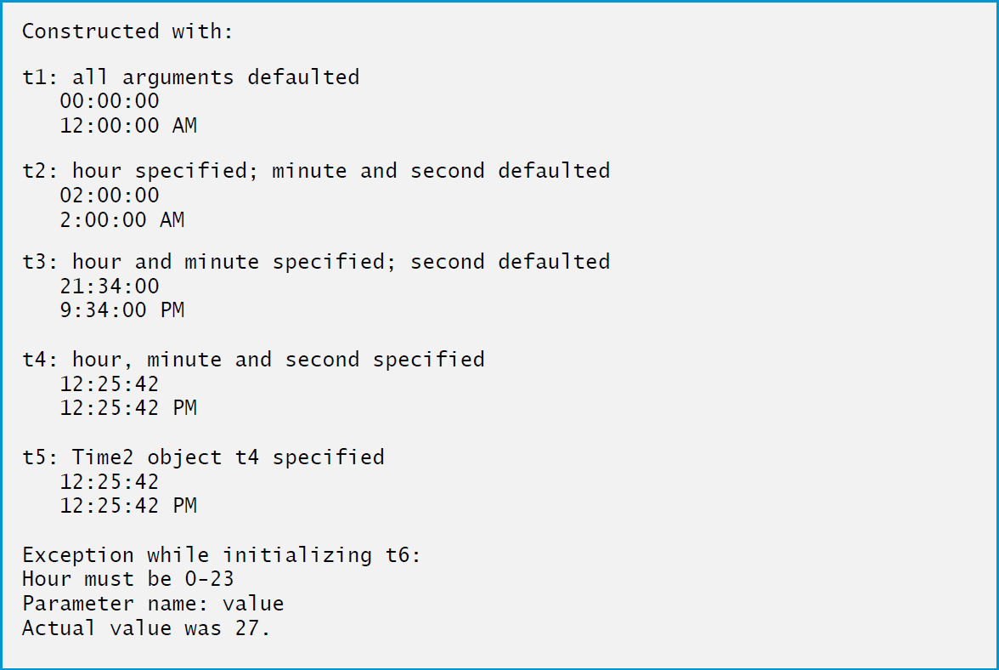 Constructed with:
t1: all arguments defaulted
00:00:00
12:00:00 AM
t2: hour specified; minute and second defaulted
02:00:00
2:00:00 AM
t3: hour and minute specified; second defaulted
21:34:00
9:34:00 PM
t4: hour, minute and second specified
12:25:42
12:25:42 PM
t5: Time2 object t4 specified
12:25:42
12:25:42 PM
Exception while initializing t6:
Hour must be 0-23
Parameter name: value
Actual value was 27.